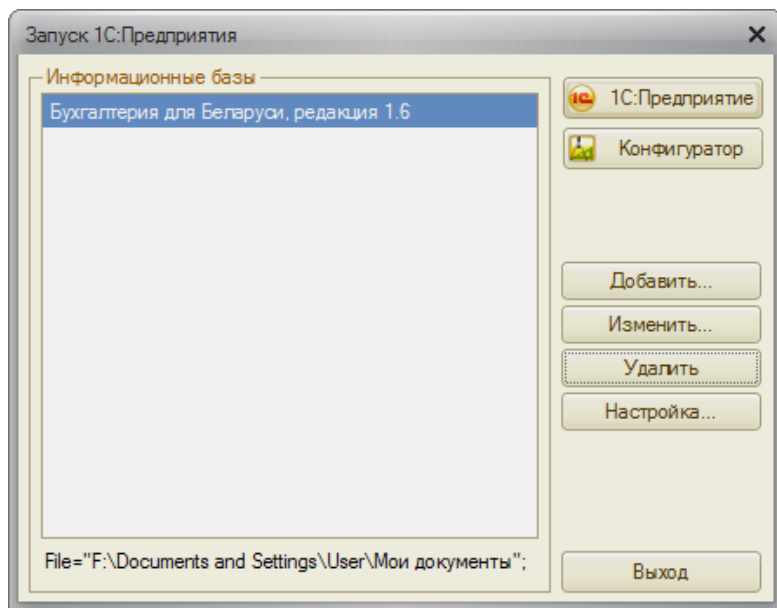 Запуск 1С:Предприятия
Информационные базы
Бухгалтерия для Беларуси, редакция 1.6
File="F:\Documents and Settings\User\Мои документы";
1С:Предприятие
Конфигуратор
Добавить...
Изменить...
Удалить
Настройка...
Выход